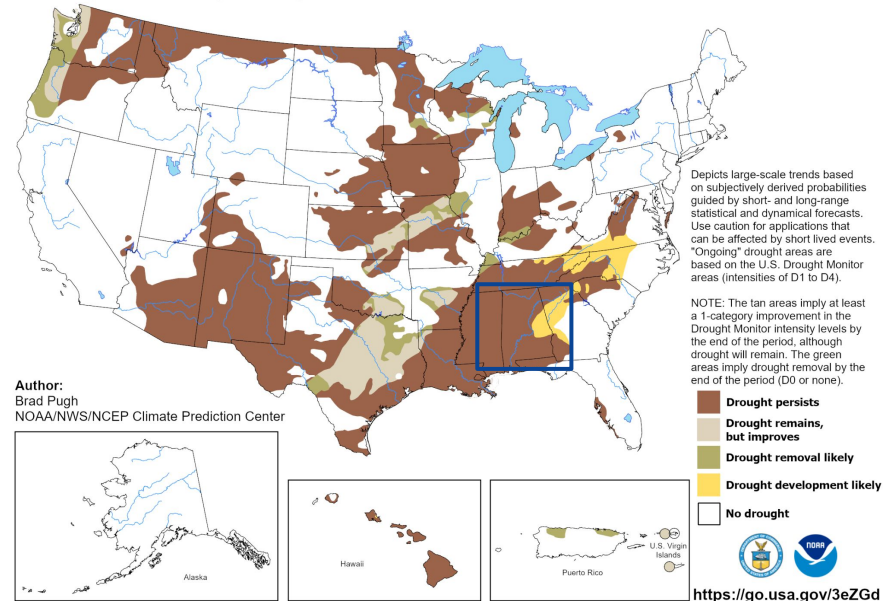 Depicts large-scale trends based
on subjectively derived probabilities
guided by short- and long-range
statistical and dynamical forecasts.
Use caution for applications that
can be affected by short lived events.
"Ongoing" drought areas are
based on the U.S. Drought Monitor
areas (intensities of D1 to D4).
NOTE: The tan areas imply at least
a 1-category improvement in the
Drought Monitor intensity levels by
the end of the period, although
drought will remain. The green
areas imply drought removal by the
end of the period (D0 or none).
Author:
Brad Pugh
NOAA/NWS/NCEP Climate Prediction Center
Drought persists
Drought remains,
but improves
Drought removal likely
Drought development likely
No drought
Alaska
Hawaii
Puerto Rico
U.S. Virgin
Islands
NOAA
https://go.usa.gov/3eZGd